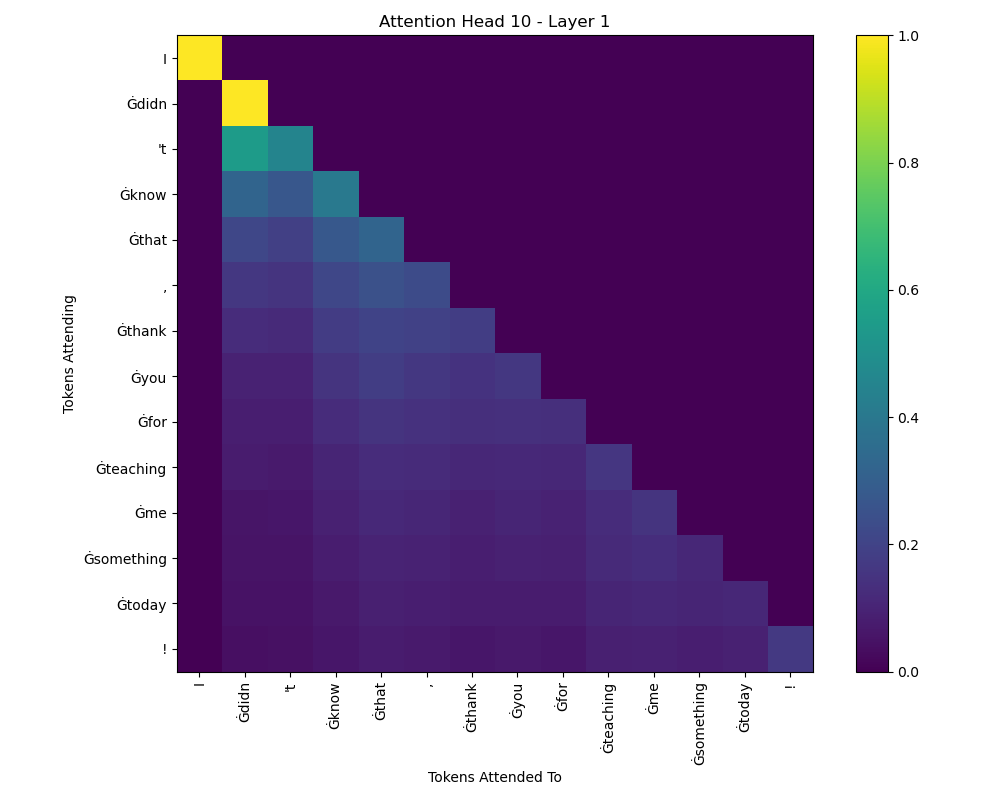 Attention Head 10 - Layer 1
Tokens Attending
I
Ġdidn
't
Ġknow
Ġthat
,
Ġthank
Ġyou
Ġfor
Ġteaching
Ġme
Ġsomething
Ġtoday
!
I
Ġdidn
't
Ġknow
Ġthat
,
Ġthank
Ġyou
Ġfor
Ġteaching
Ġme
Ġsomething
Ġtoday
!
Tokens Attended To
1.0
0.8
0.6
0.4
0.2
0.0